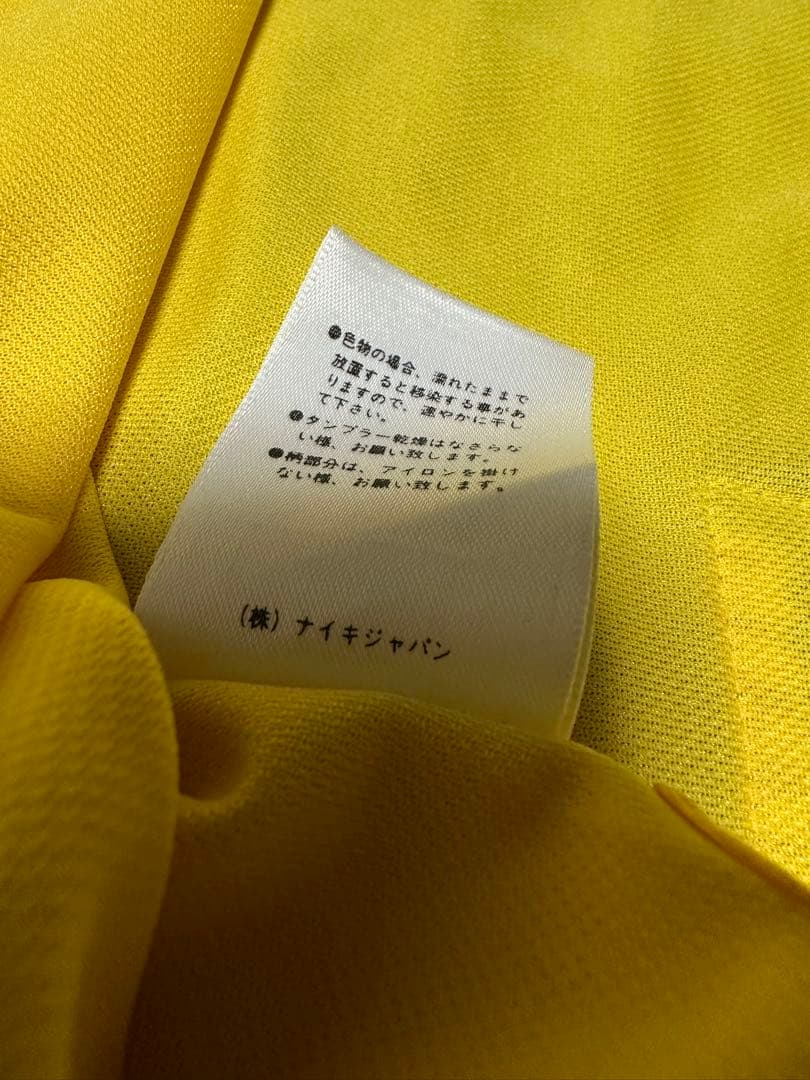 ●色物の場合、濡れたままで
放置すると移染する事があ
りますので、速やかに干し
て下さい。
●タンブラー乾燥はなさらな
い様、お願い致します。
●柄部分は、アイロンを掛け
ない様、お願い致します。
(株)ナイキジャパン